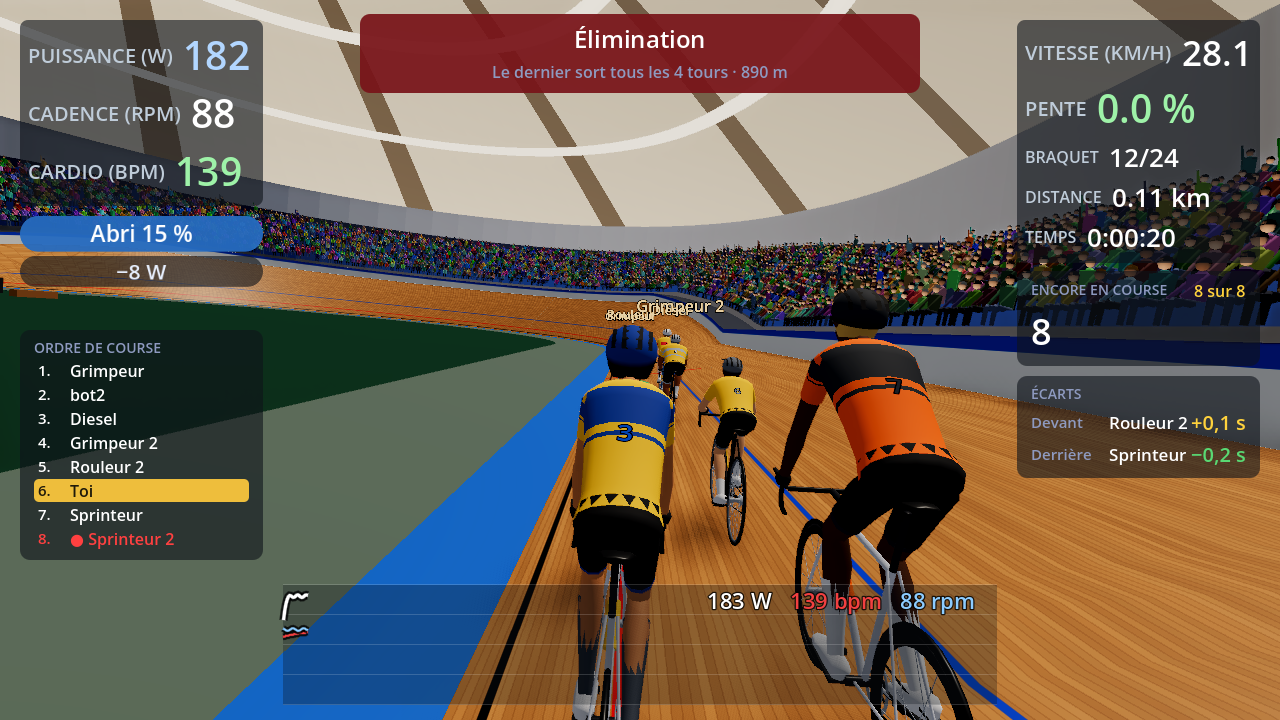 PUISSANCE (W) 182
CADENCE (RPM) 88
CARDIO (BPM) 139
Abri 15 %
−8 W
ORDRE DE COURSE
1. Grimpeur
2. bot2
3. Diesel
4. Grimpeur 2
5. Rouleur 2
6. Toi
7. Sprinteur
8. Sprinteur 2
Élimination
Le dernier sort tous les 4 tours · 890 m
Grimpeur 2
3
7
183 W 139 bpm 88 rpm
VITESSE (KM/H) 28.1
PENTE 0.0 %
BRAQUET 12/24
DISTANCE 0.11 km
TEMPS 0:00:20
ENCORE EN COURSE 8 sur 8
8
ÉCARTS
Devant Rouleur 2 +0,1 s
Derrière Sprinteur −0,2 s